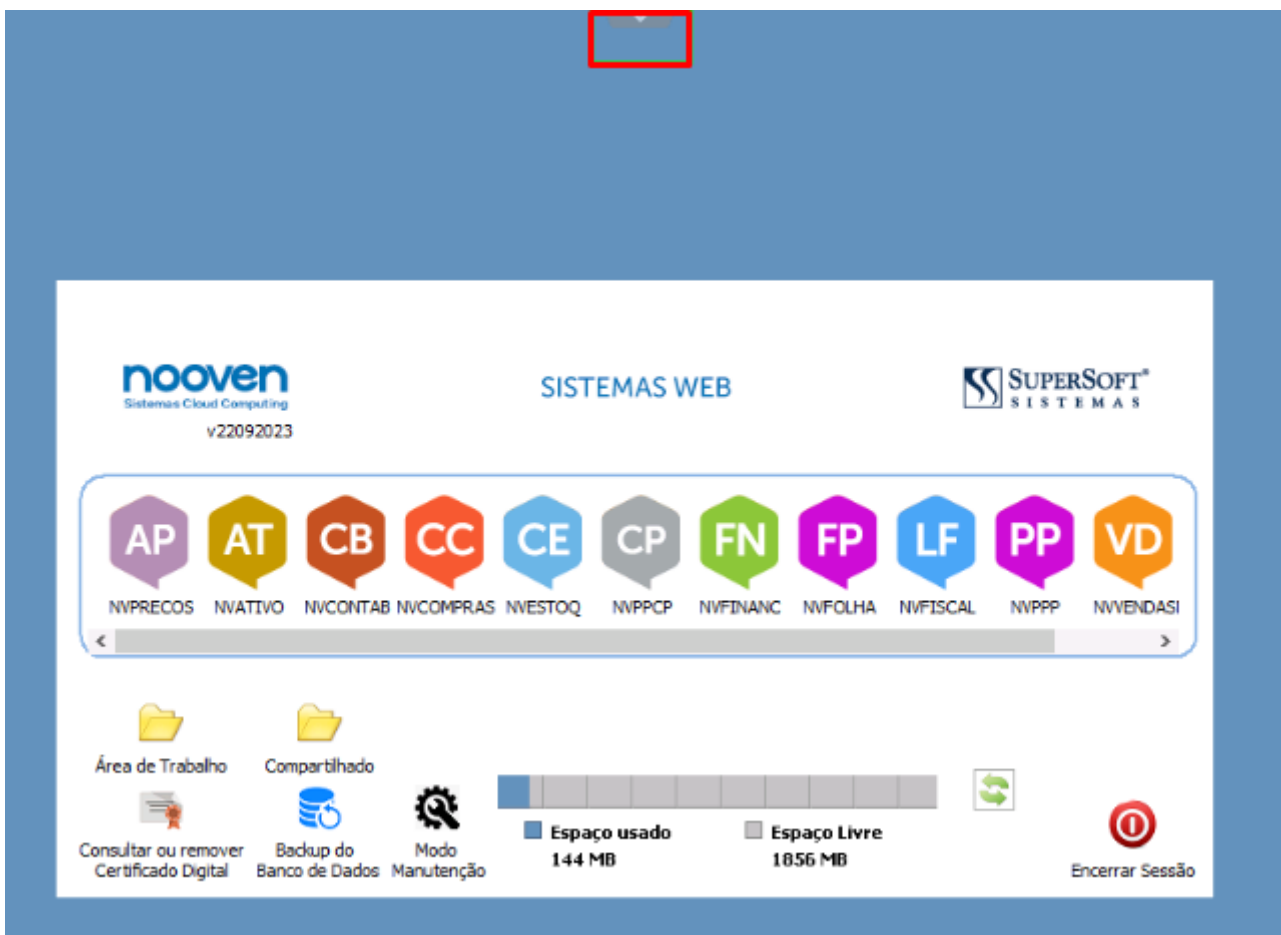 nooven
Sistemas Cloud Computing
v22092023
SISTEMAS WEB
SUPERSOFT®
SISTEMAS
AP AT CB CC CE CP FN FP LF PP VD
NVPRECOS NVATIVO NVCONTAB NVCOMPRAS NVESTOQ NVPPCP NVFINANC NVFOLHA NVFISCAL NVPPP NVVENDASI
Área de Trabalho
Compartilhado
Consultar ou remover
Certificado Digital
Backup do
Banco de Dados
Modo
Manutenção
Espaço usado
144 MB
Espaço Livre
1856 MB
Encerrar Sessão